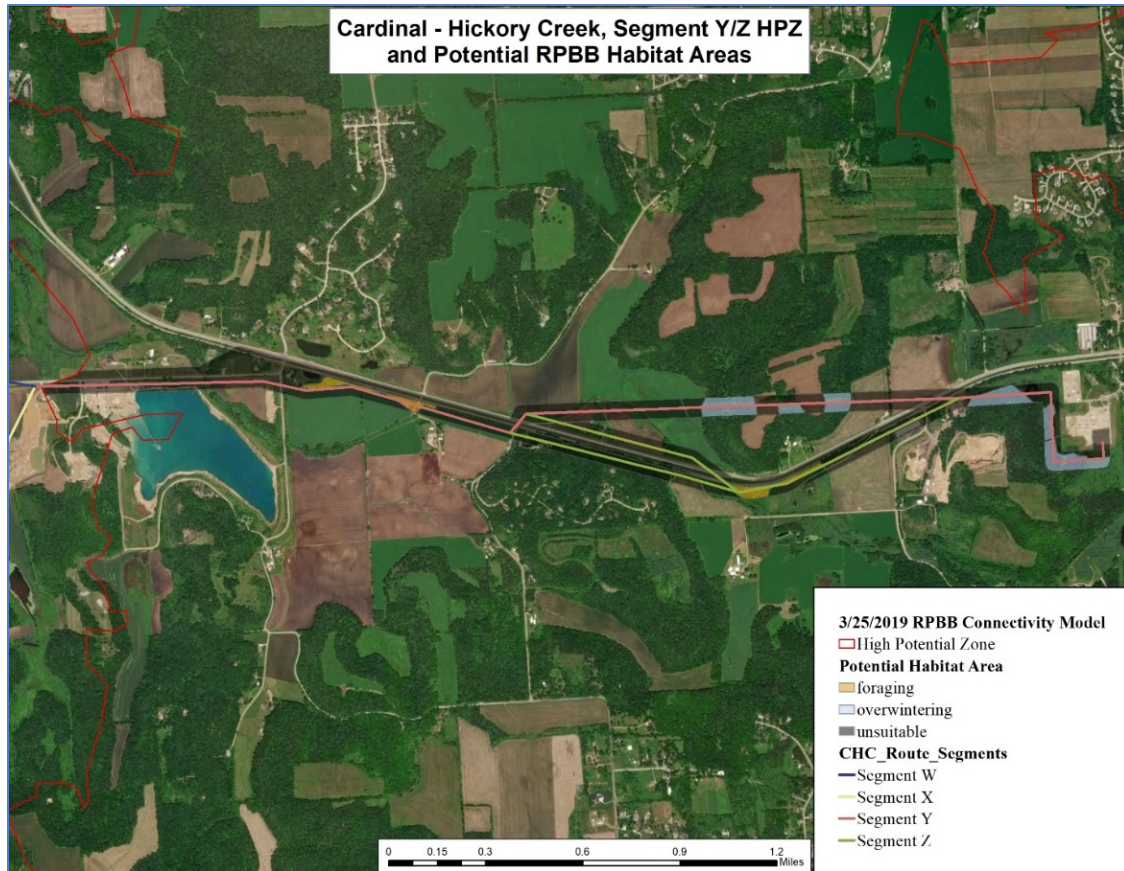 Cardinal - Hickory Creek, Segment Y/Z HPZ
and Potential RPBB Habitat Areas
3/25/2019 RPBB Connectivity Model
High Potential Zone
Potential Habitat Area
foraging
overwintering
unsuitable
CHC_Route_Segments
Segment W
Segment X
Segment Y
Segment Z
0 0.15 0.3 0.6 0.9 1.2
Miles